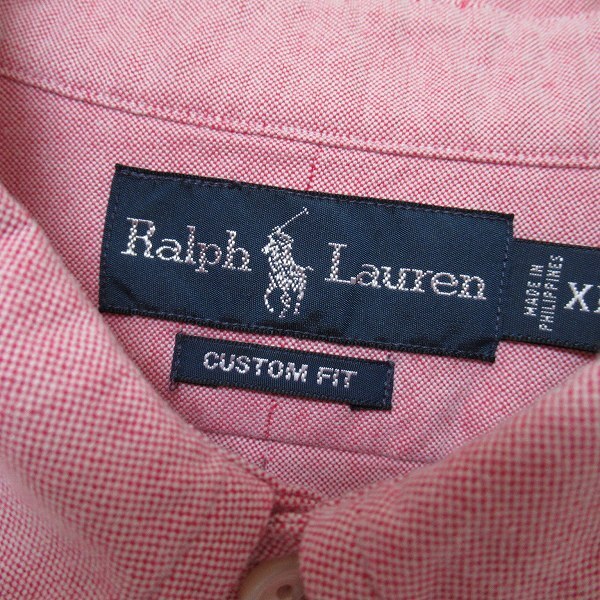 Ralph Lauren
MADE IN
PHILIPPINES
CUSTOM FIT